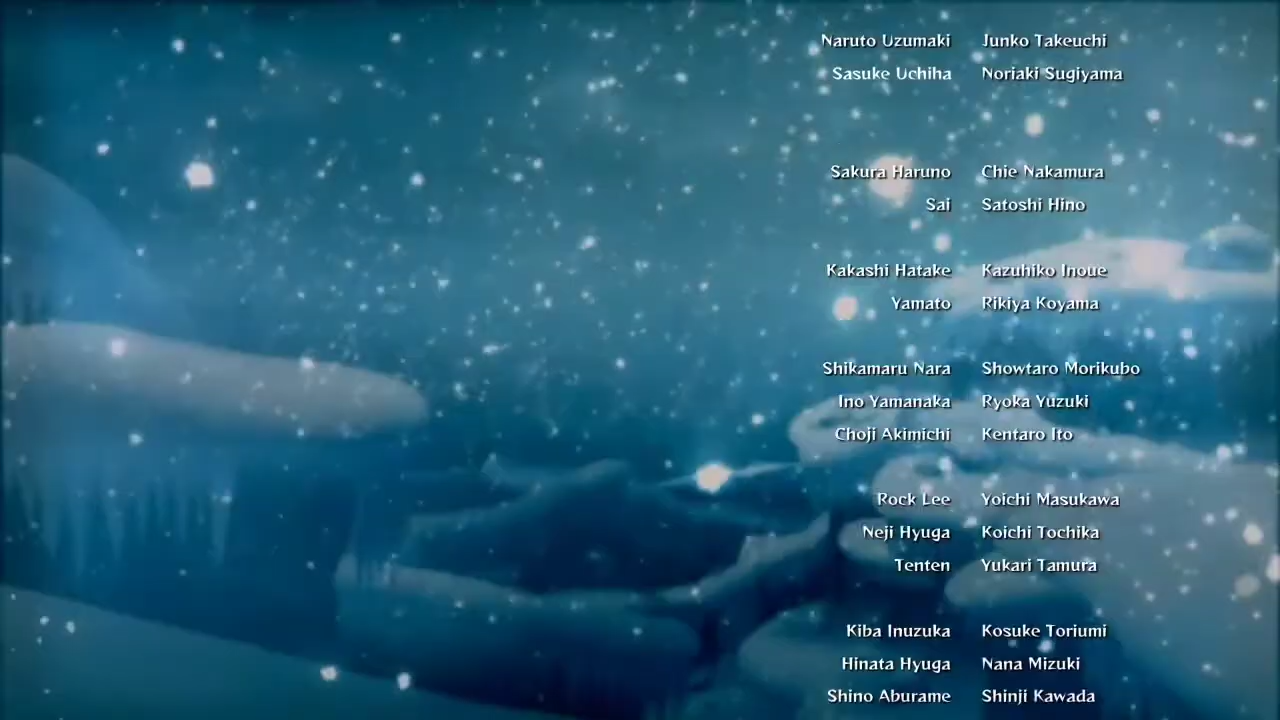 Naruto Uzumaki Junko Takeuchi
Sasuke Uchiha Noriaki Sugiyama
Sakura Haruno Chie Nakamura
Sai Satoshi Hino
Kakashi Hatake Kazuhiko Inoue
Yamato Rikiya Koyama
Shikamaru Nara Showtaro Morikubo
Ino Yamanaka Ryoka Yuzuki
Choji Akimichi Kentaro Ito
Rock Lee Yoichi Masukawa
Neji Hyuga Koichi Tochika
Tenten Yukari Tamura
Kiba Inuzuka Kosuke Toriumi
Hinata Hyuga Nana Mizuki
Shino Aburame Shinji Kawada